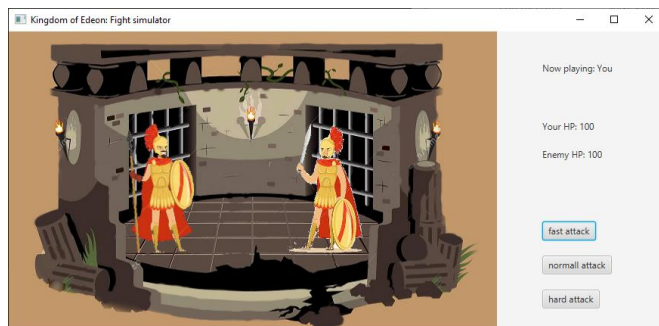 Kingdom of Edeon: Fight simulator
Now playing: You
Your HP: 100
Enemy HP: 100
fast attack
normall attack
hard attack